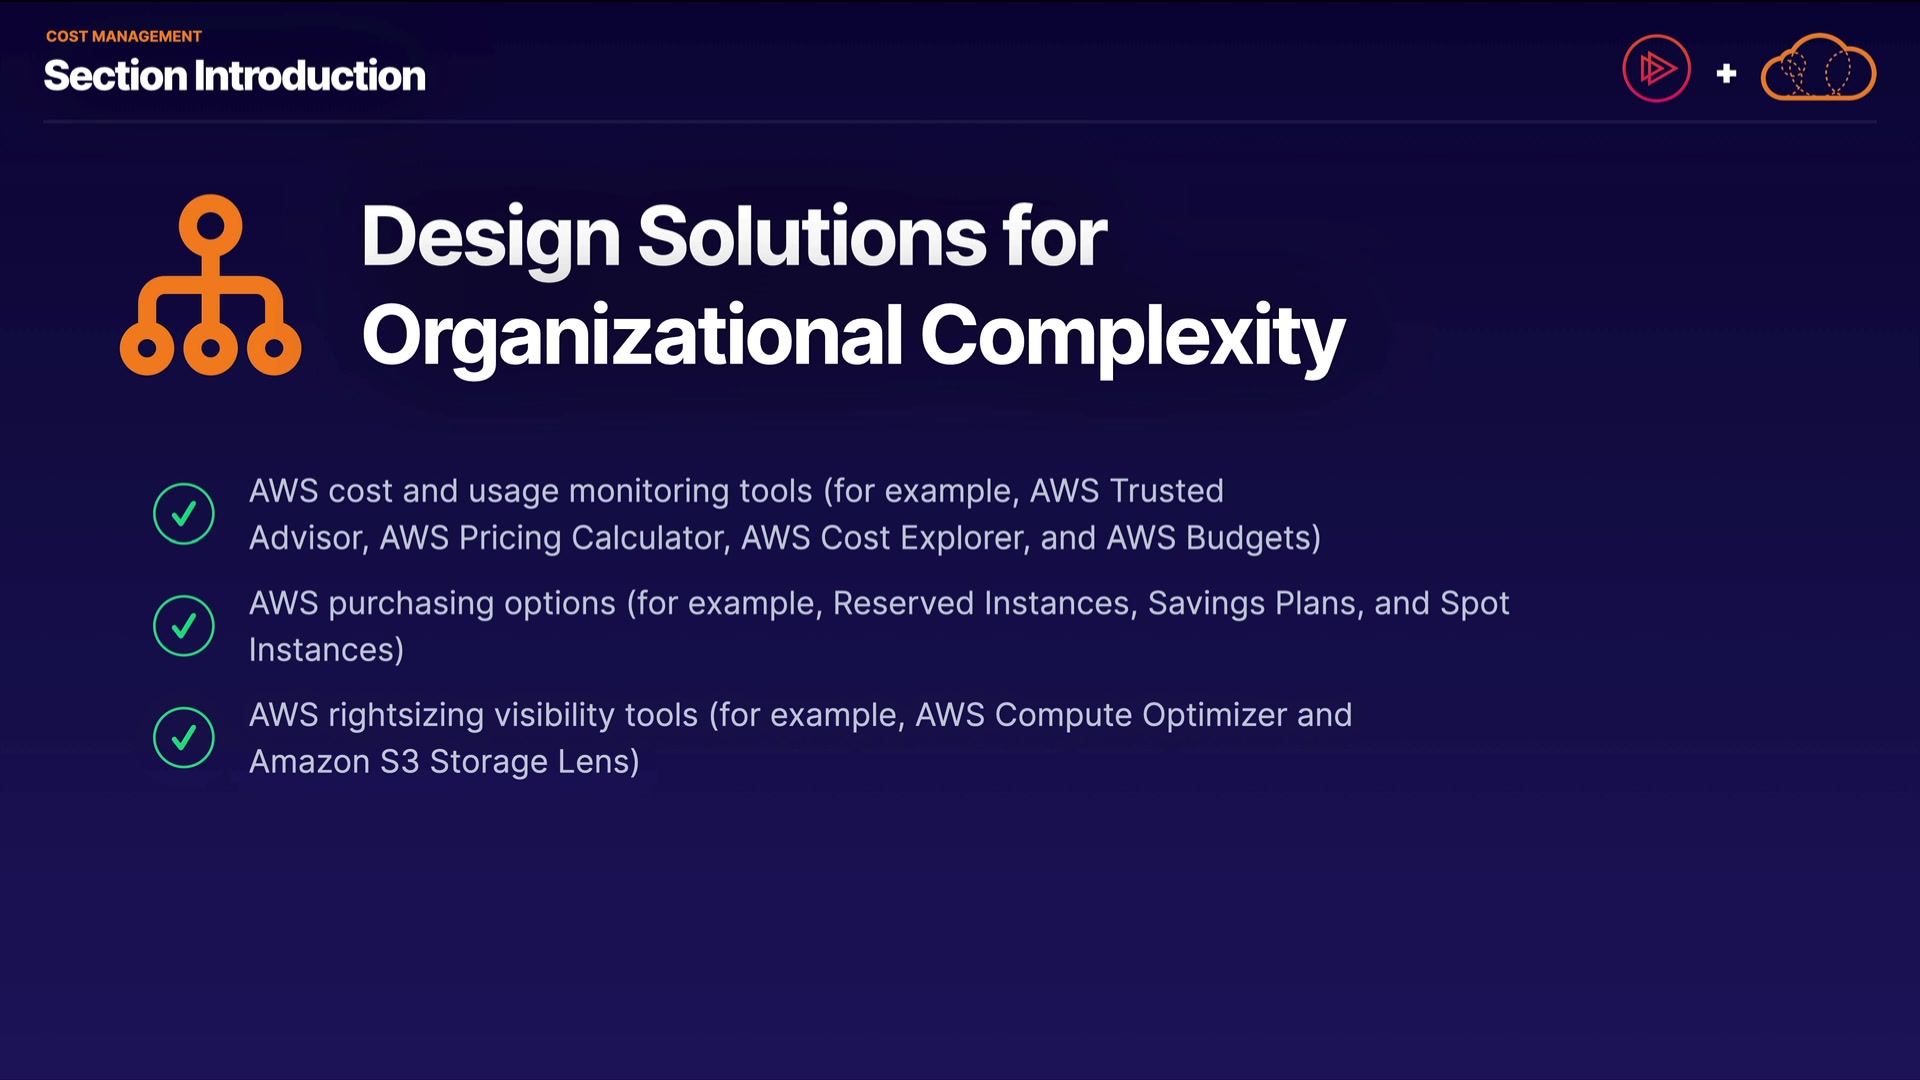 COST MANAGEMENT
Section Introduction
+
Design Solutions for
Organizational Complexity
AWS cost and usage monitoring tools (for example, AWS Trusted
Advisor, AWS Pricing Calculator, AWS Cost Explorer, and AWS Budgets)
AWS purchasing options (for example, Reserved Instances, Savings Plans, and Spot
Instances)
AWS rightsizing visibility tools (for example, AWS Compute Optimizer and
Amazon S3 Storage Lens)